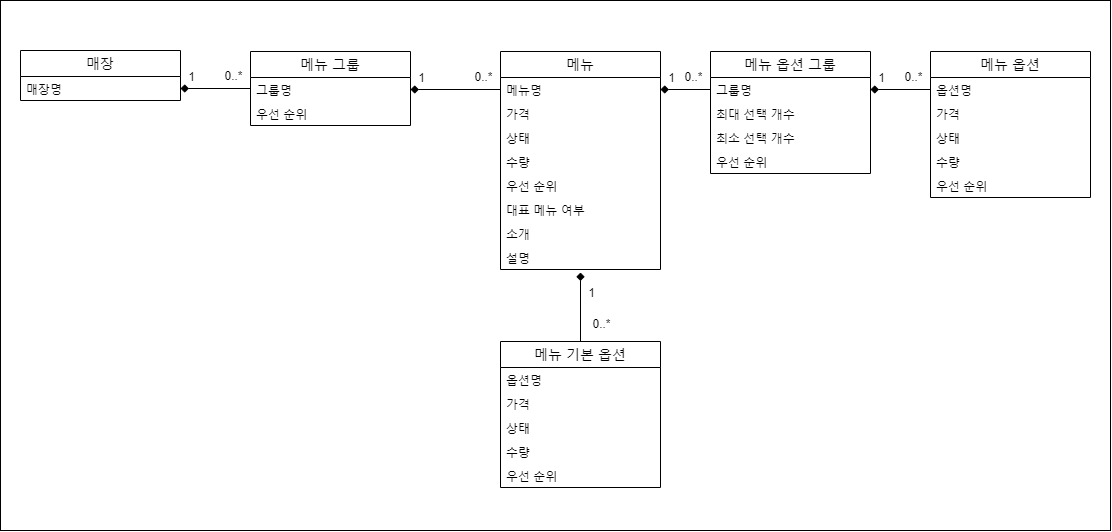 매장
매장명
1
0..*
메뉴 그룹
그룹명
우선 순위
1
0..*
메뉴
메뉴명
가격
상태
수량
우선 순위
대표 메뉴 여부
소개
설명
1
0..*
메뉴 옵션 그룹
그룹명
최대 선택 개수
최소 선택 개수
우선 순위
1
0..*
메뉴 옵션
옵션명
가격
상태
수량
우선 순위
1
0..*
메뉴 기본 옵션
옵션명
가격
상태
수량
우선 순위